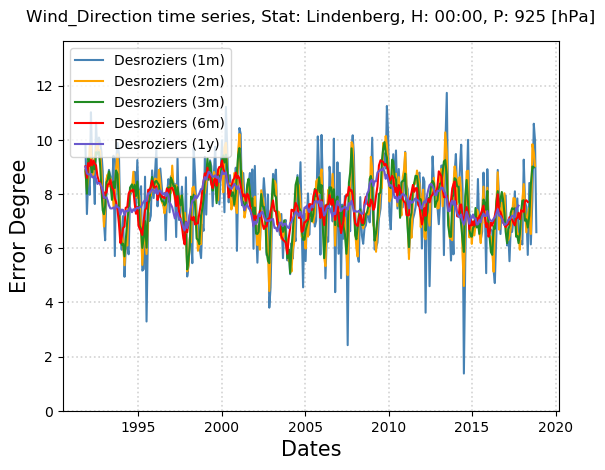 Wind_Direction time series, Stat: Lindenberg, H: 00:00, P: 925 [hPa]
Desroziers (1m)
Desroziers (2m)
Desroziers (3m)
Desroziers (6m)
Desroziers (1y)
Error Degree
12
10
8
6
4
2
0
1995
2000
2005
2010
2015
2020
Dates